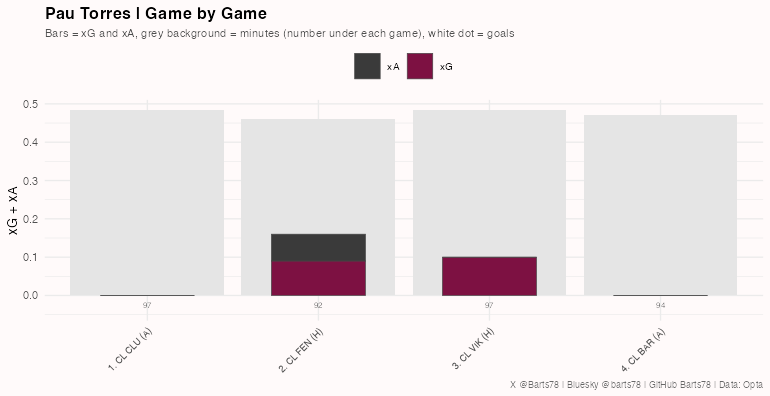 Pau Torres | Game by Game
Bars = xG and xA, grey background = minutes (number under each game), white dot = goals
xA xG
xG + xA
0.5
0.4
0.3
0.2
0.1
0.0
97 92 97 94
1. CL CLU (A)
2. CL FEN (H)
3. CL VIK (H)
4. CL BAR (A)
X @Barts78 | Bluesky @barts78 | GitHub Barts78 | Data: Opta